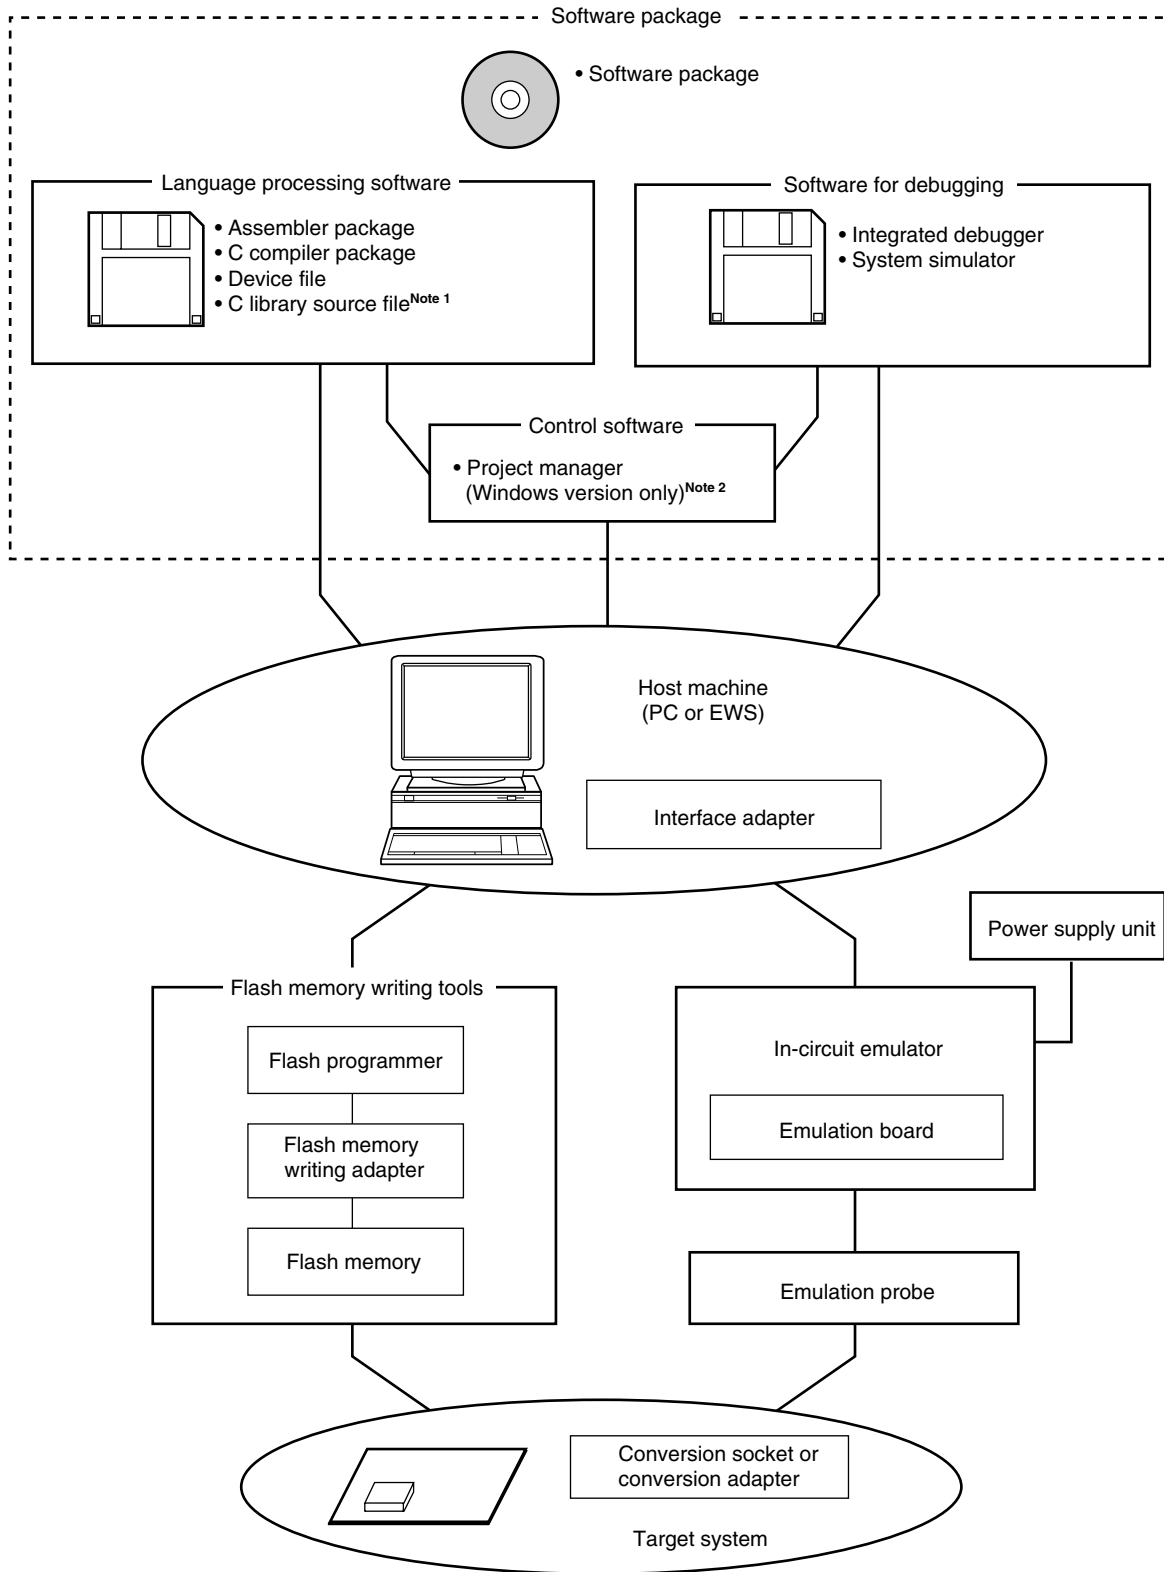 Software package
• Software package
Language processing software
• Assembler package
• C compiler package
• Device file
• C library source fileNote 1
Software for debugging
• Integrated debugger
• System simulator
Control software
• Project manager
(Windows version only)Note 2
Host machine
(PC or EWS)
Interface adapter
Power supply unit
Flash memory writing tools
Flash programmer
Flash memory
writing adapter
Flash memory
In-circuit emulator
Emulation board
Emulation probe
Conversion socket or
conversion adapter
Target system